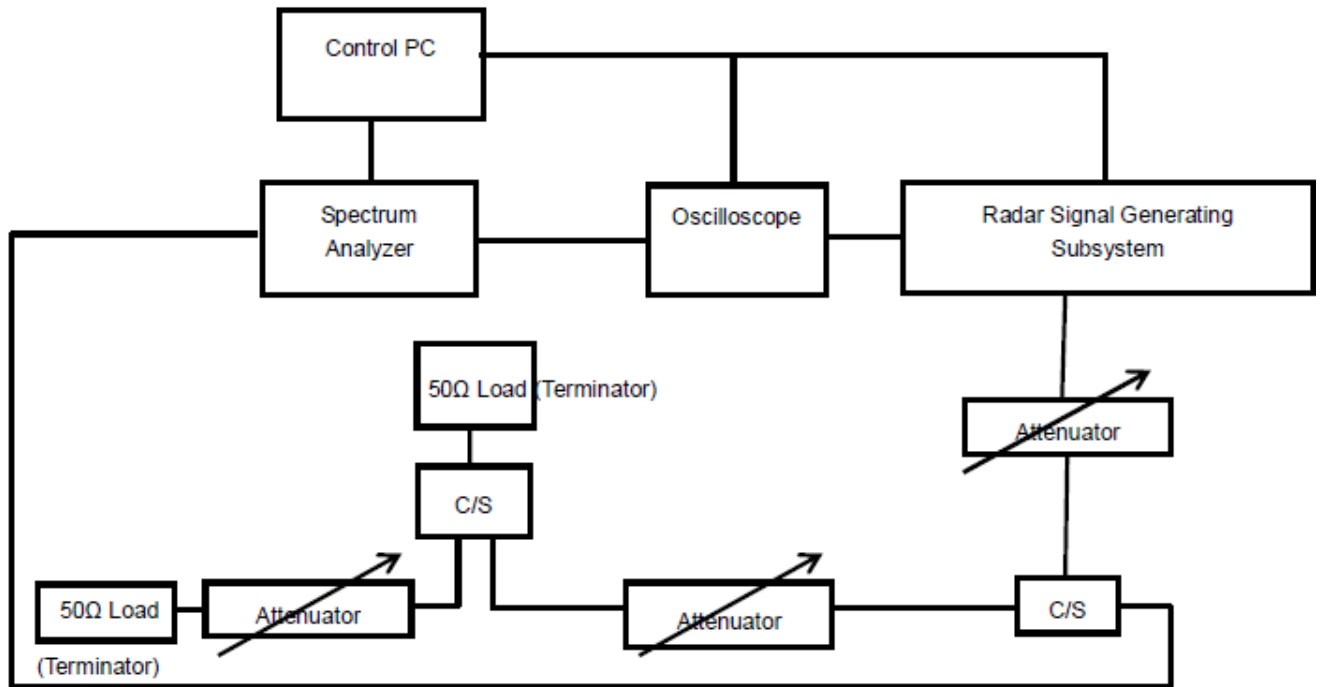 Control PC
Spectrum
Analyzer
Oscilloscope
Radar Signal Generating
Subsystem
50Ω Load (Terminator)
Attenuator
C/S
50Ω Load
(Terminator)
Attenuator
Attenuator
C/S